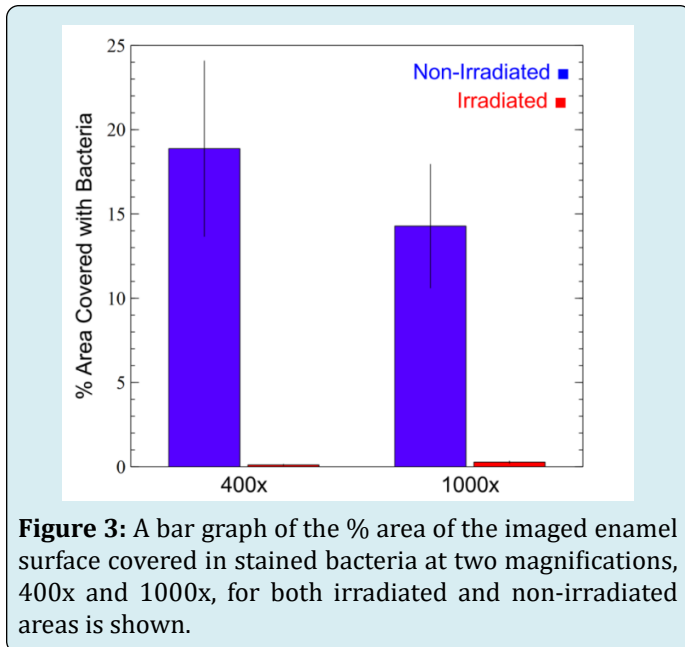 25
Non-Irradiated
Irradiated
20
15
10
5
0
% Area Covered with Bacteria
400x
1000x
Figure 3: A bar graph of the % area of the imaged enamel
surface covered in stained bacteria at two magnifications,
400x and 1000x, for both irradiated and non-irradiated
areas is shown.